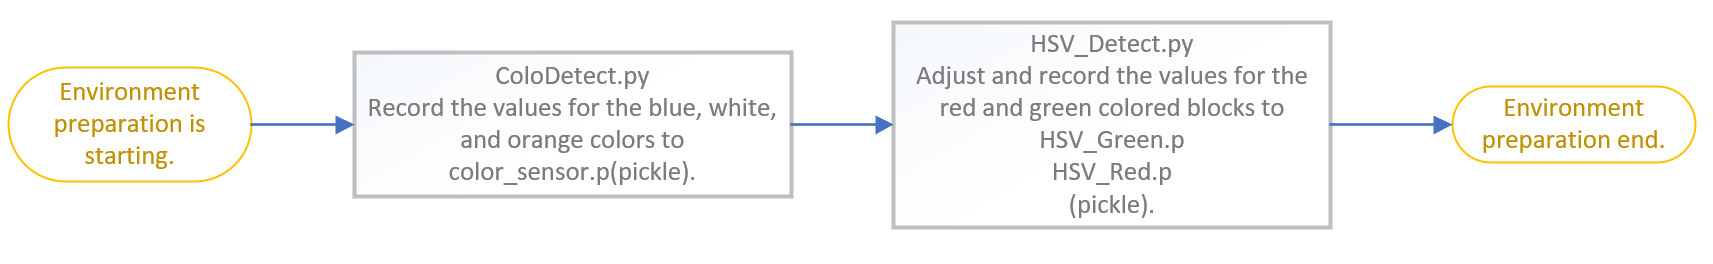 Environment
preparation is
starting.
ColoDetect.py
Record the values for the blue, white,
and orange colors to
color_sensor.p(pickle).
HSV_Detect.py
Adjust and record the values for the
red and green colored blocks to
HSV_Green.p
HSV_Red.p
(pickle).
Environment
preparation end.